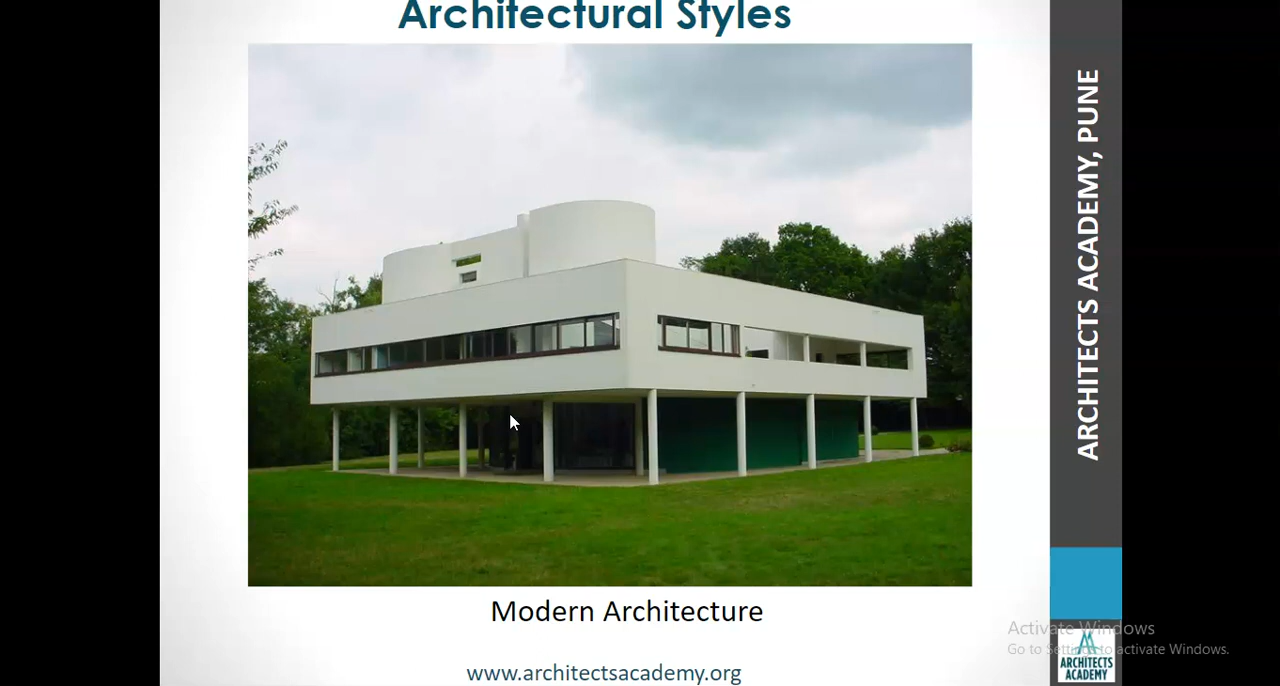 Architectural Styles
ARCHITECTS ACADEMY, PUNE
Modern Architecture
www.architectsacademy.org
Activate Windows
Go to Settings to activate Windows.
ARCHITECTS
ACADEMY